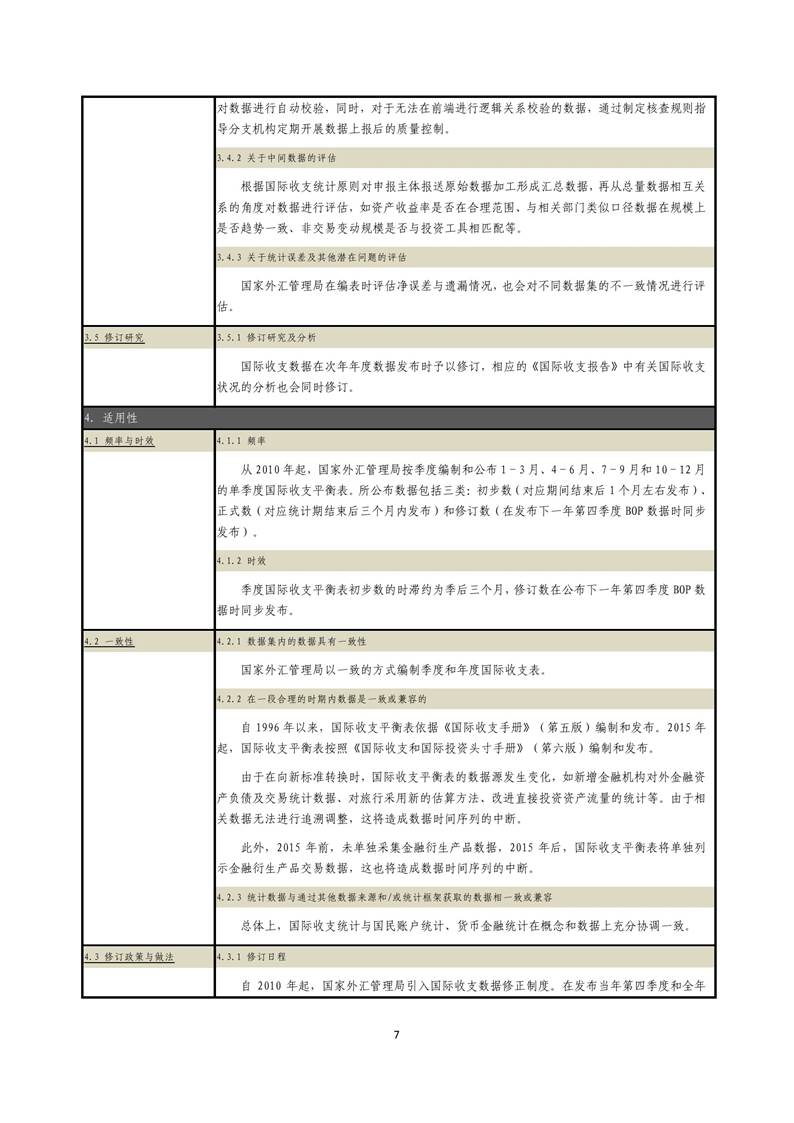 对数据进行自动校验，同时，对于无法在前端进行逻辑关系校验的数据，通过制定核查规则指
导分支机构定期开展数据上报后的质量控制。
3.4.2 关于中间数据的评估
根据国际收支统计原则对申报主体报送原始数据加工形成汇总数据，再从总量数据相互关
系的角度对数据进行评估，如资产收益率是否在合理范围、与相关部门类似口径数据在规模上
是否趋势一致、非交易变动规模是否与投资工具相匹配等。
3.4.3 关于统计误差及其他潜在问题的评估
国家外汇管理局在编表时评估净误差与遗漏情况，也会对不同数据集的不一致情况进行评
估。
3.5 修订研究
3.5.1 修订研究及分析
国际收支数据在次年年度数据发布时予以修订，相应的《国际收支报告》中有关国际收支
状况的分析也会同时修订。
4. 适用性
4.1 频率与时效
4.1.1 频率
从 2010 年起，国家外汇管理局按季度编制和公布 1–3 月、4–6 月、7–9 月和 10–12 月
的单季度国际收支平衡表。所公布数据包括三类：初步数（对应期间结束后 1 个月左右发布）、
正式数（对应统计期结束后三个月内发布）和修订数（在发布下一年第四季度 BOP 数据时同步
发布）。
4.1.2 时效
季度国际收支平衡表初步数的时滞约为季后三个月，修订数在公布下一年第四季度 BOP 数
据时同步发布。
4.2 一致性
4.2.1 数据集内的数据具有一致性
国家外汇管理局以一致的方式编制季度和年度国际收支表。
4.2.2 在一段合理的时期内数据是一致或兼容的
自 1996 年以来，国际收支平衡表依据《国际收支手册》（第五版）编制和发布。2015 年
起，国际收支平衡表按照《国际收支和国际投资头寸手册》（第六版）编制和发布。
由于在向新标准转换时，国际收支平衡表的数据源发生变化，如新增金融机构对外金融资
产负债及交易统计数据、对旅行采用新的估算方法、改进直接投资资产流量的统计等。由于相
关数据无法进行追溯调整，这将造成数据时间序列的中断。
此外，2015 年前，未单独采集金融衍生产品数据，2015 年后，国际收支平衡表将单独列
示金融衍生产品交易数据，这也将造成数据时间序列的中断。
4.2.3 统计数据与通过其他数据来源和/或统计框架获取的数据相一致或兼容
总体上，国际收支统计与国民账户统计、货币金融统计在概念和数据上充分协调一致。
4.3 修订政策与做法
4.3.1 修订日程
自 2010 年起，国家外汇管理局引入国际收支数据修正制度。在发布当年第四季度和全年
7